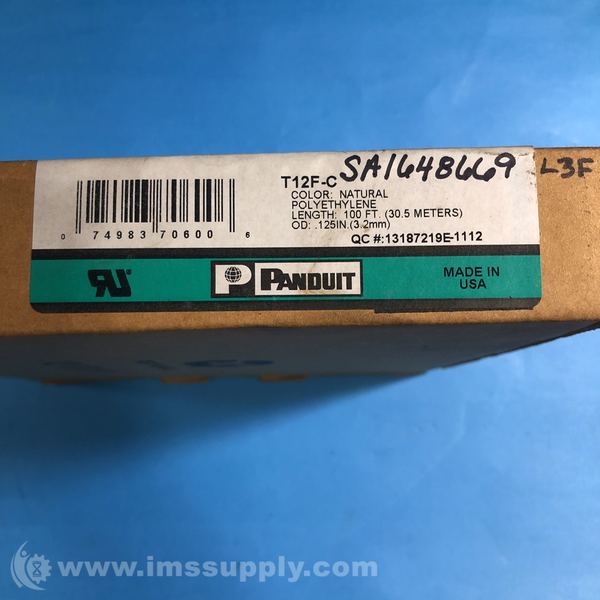 T12F-C SA1648669 L3F
COLOR: NATURAL
POLYETHYLENE
LENGTH: 100 FT. (30.5 METERS)
OD: .125IN.(3.2mm)
QC #:13187219E-1112
0 74983 70600 6
P PANDUIT
MADE IN
USA
www.imssupply.com